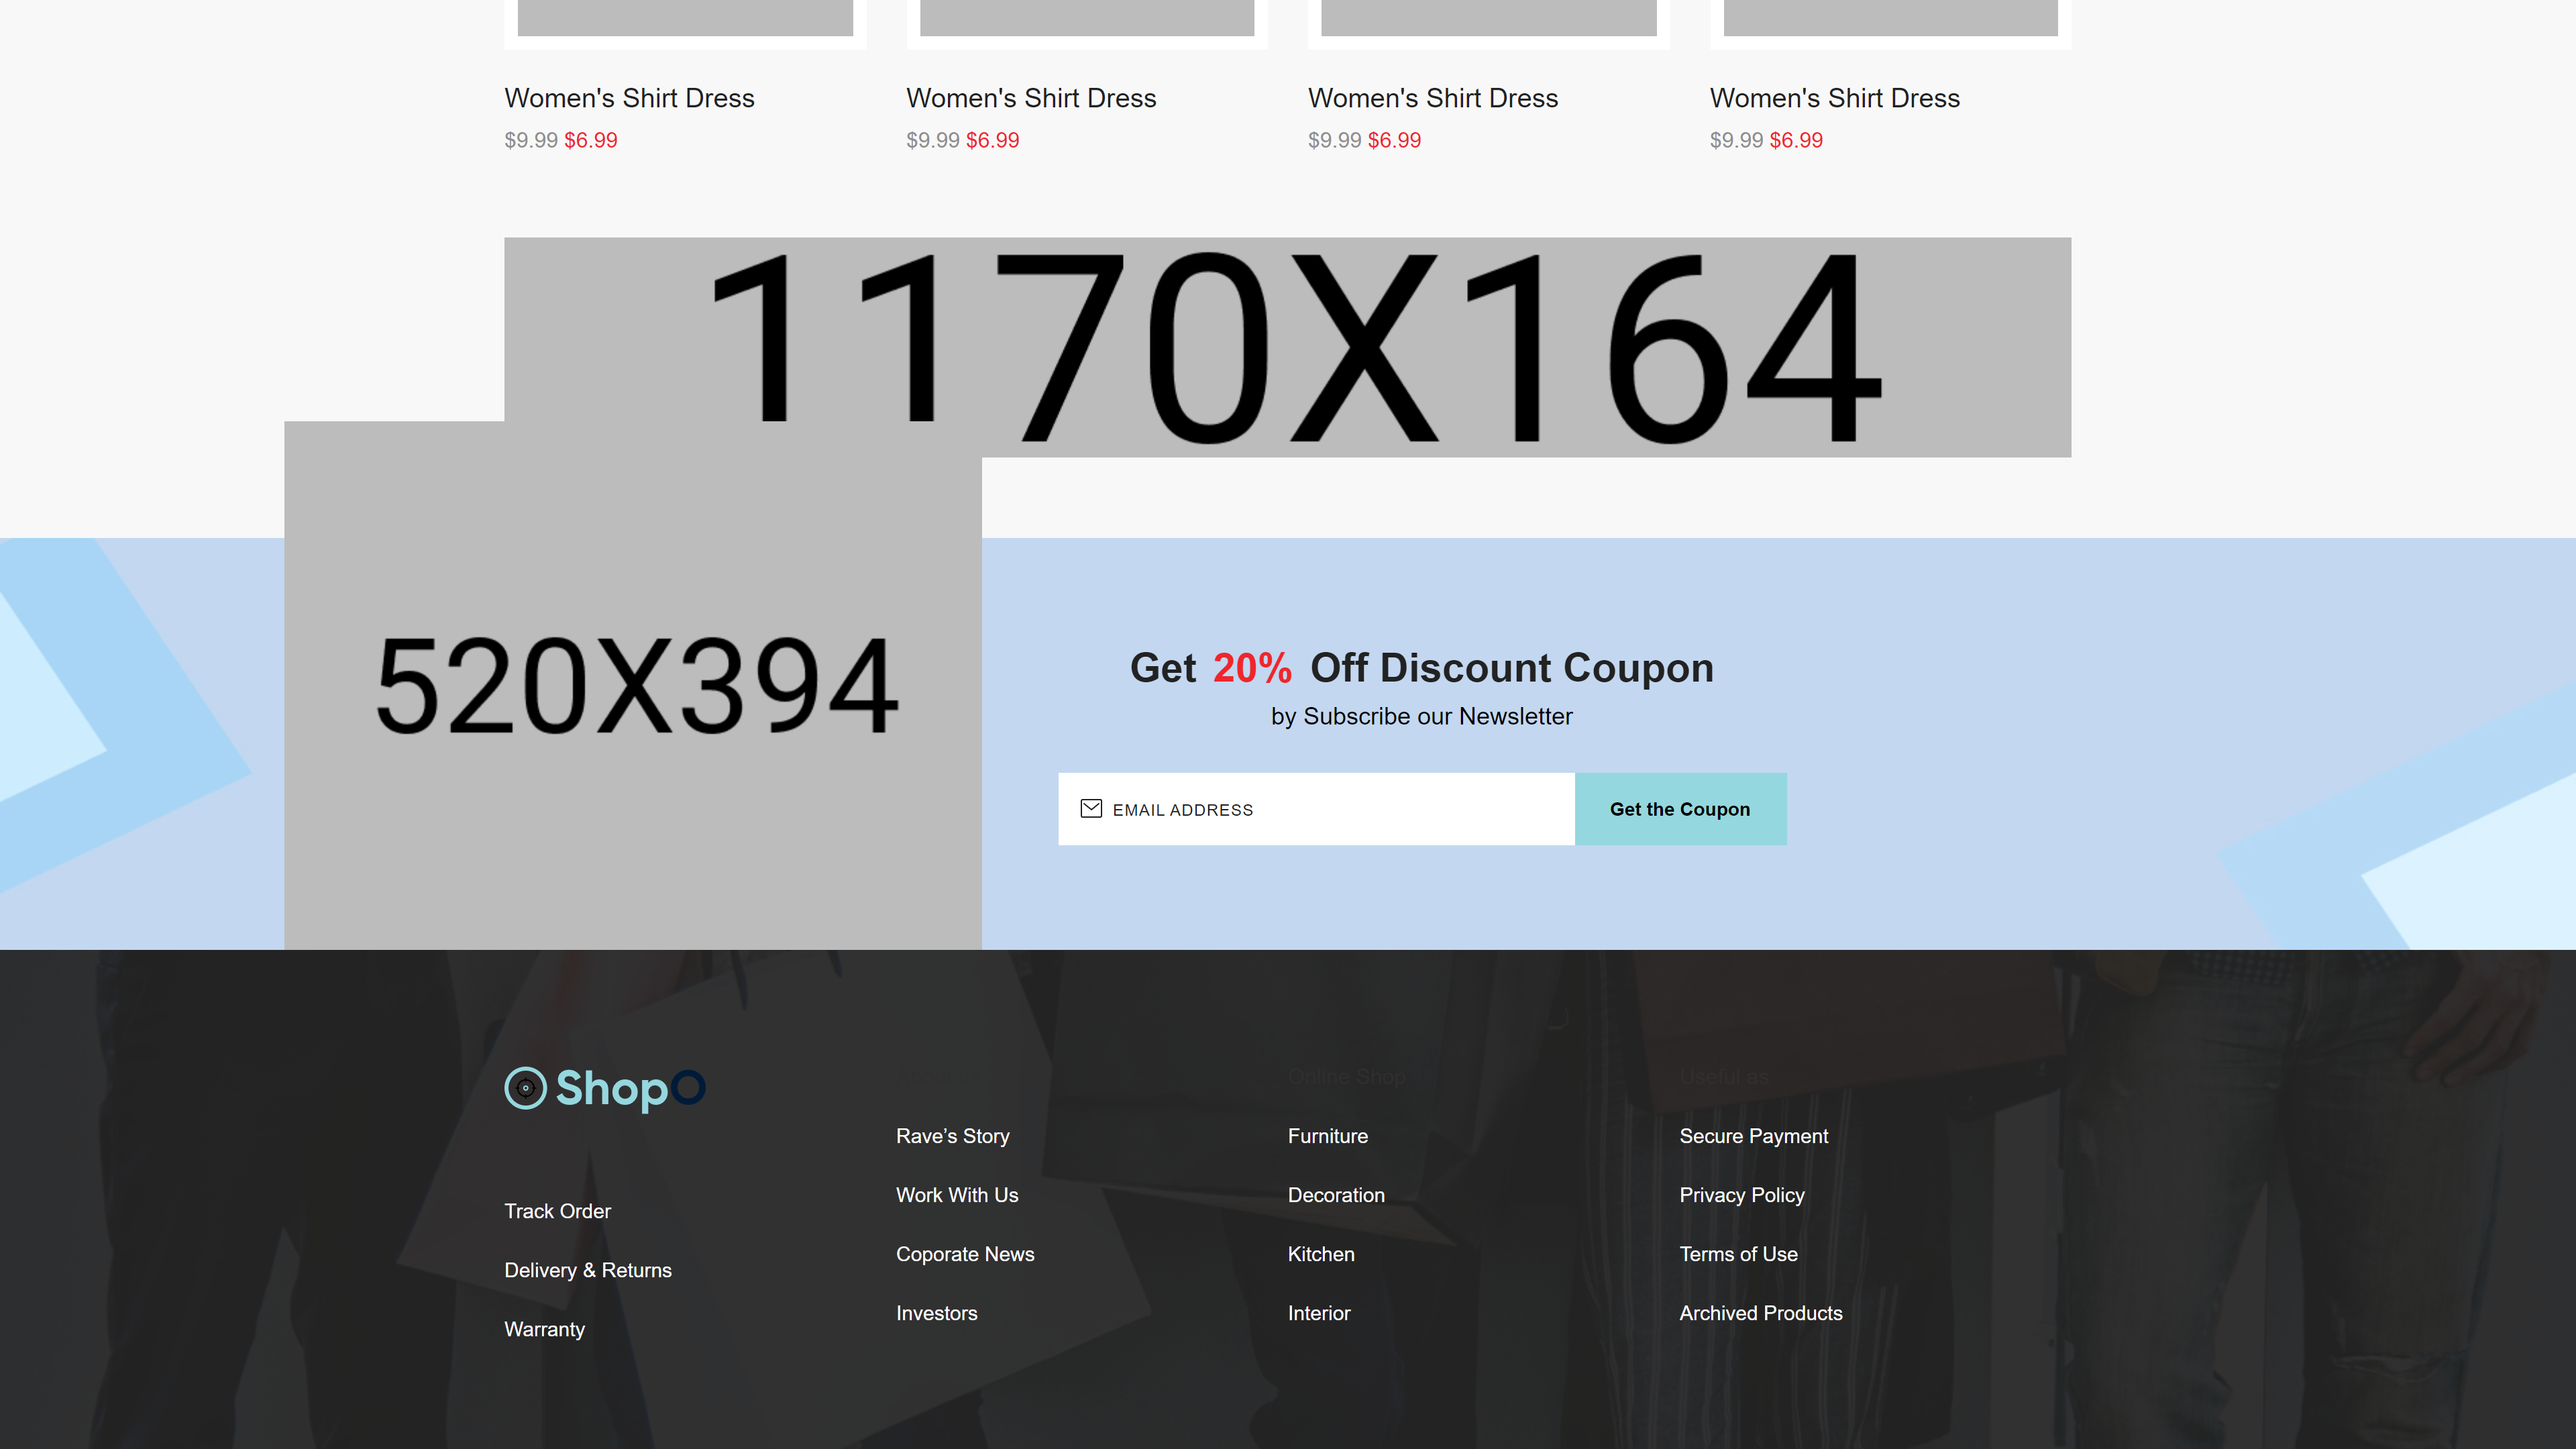 Women's Shirt Dress
$9.99 $6.99
Women's Shirt Dress
$9.99 $6.99
Women's Shirt Dress
$9.99 $6.99
Women's Shirt Dress
$9.99 $6.99
1170X164
520X394
Get 20% Off Discount Coupon
by Subscribe our Newsletter
EMAIL ADDRESS
Get the Coupon
ShopO
Track Order
Delivery & Returns
Warranty
Rave’s Story
Work With Us
Coporate News
Investors
Online Shop
Furniture
Decoration
Kitchen
Interior
Useful as
Secure Payment
Privacy Policy
Terms of Use
Archived Products